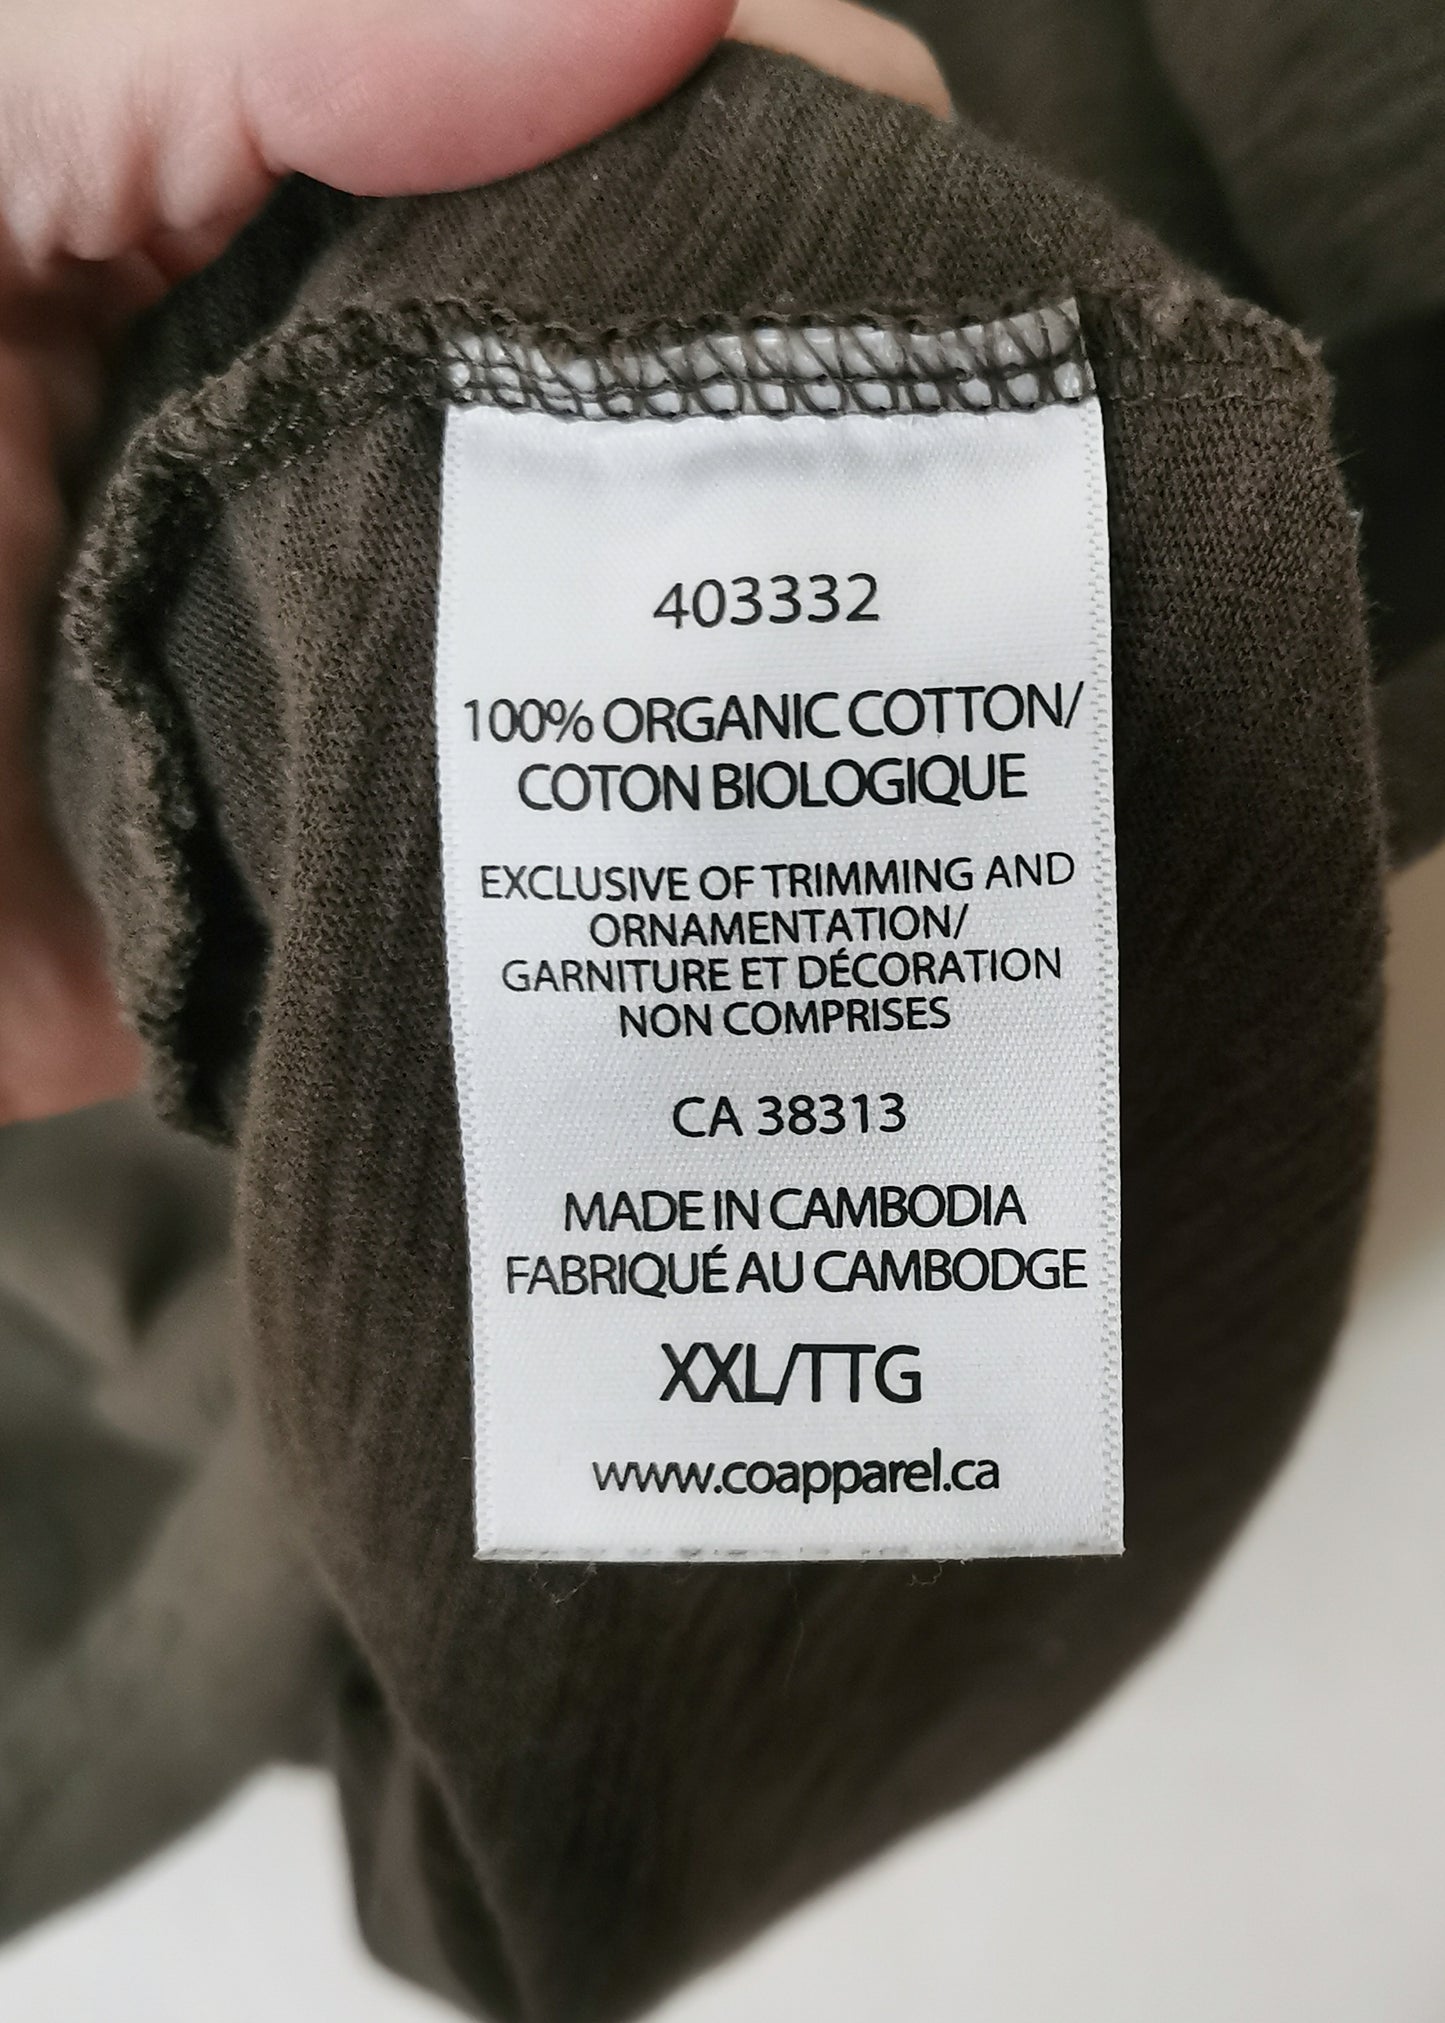 403332
100% ORGANIC COTTON/
COTON BIOLOGIQUE
EXCLUSIVE OF TRIMMING AND
ORNAMENTATION/
GARNITURE ET DÉCORATION
NON COMPRISES
CA 38313
MADE IN CAMBODIA
FABRIQUÉ AU CAMBODGE
XXL/TTG
www.coapparel.ca